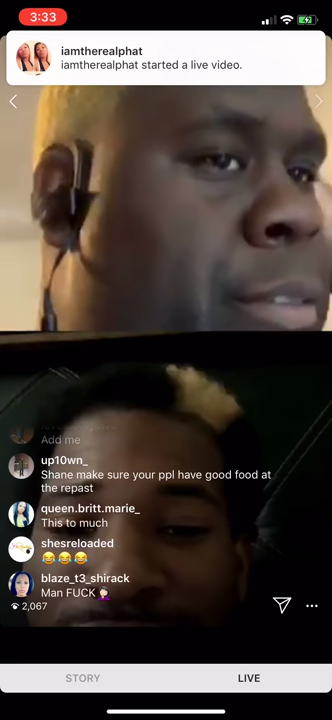 3:33
iamtherealphat
iamtherealphat started a live video.
Add me
up10wn_
Shane make sure your ppl have good food at
the repast
queen.britt.marie_
This to much
shesreloaded
😂😂😂
blaze_t3_shirack
Man FUCK🤦🏻‍♀️
2,067
STORY
LIVE